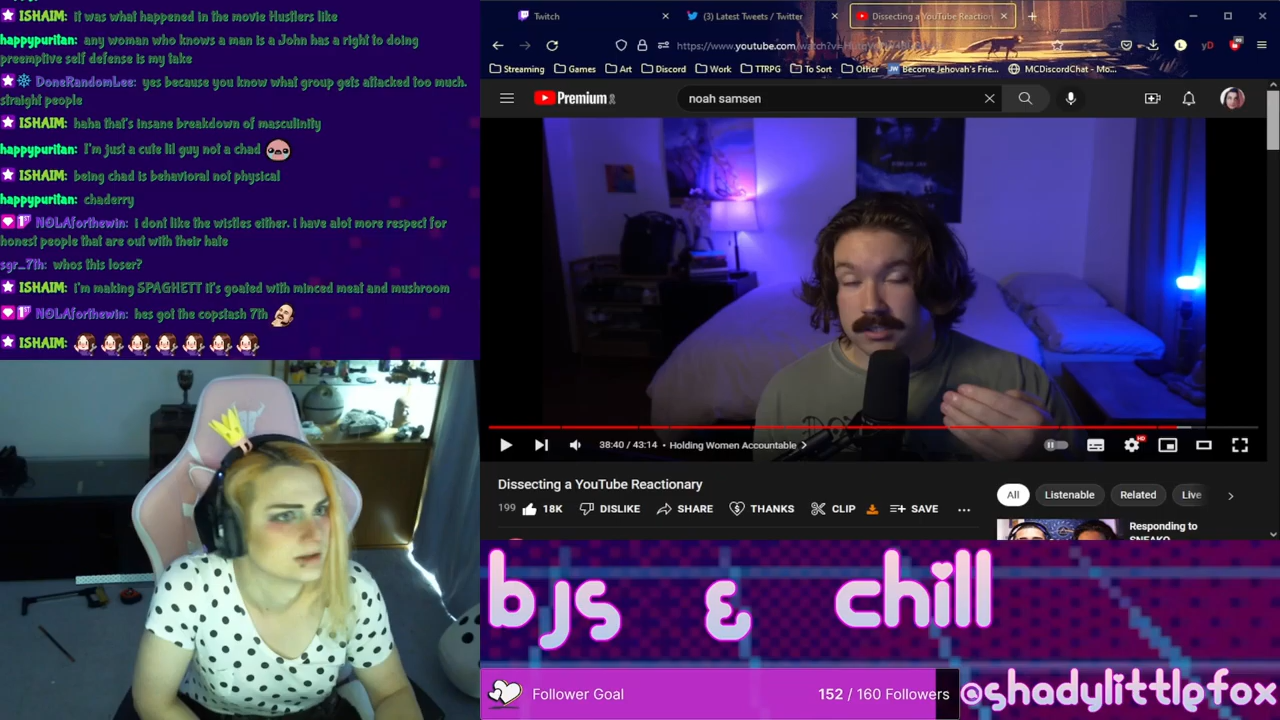 ISHAIM: it was what happened in the movie Hustlers like
happypuritan: any woman who knows a man is a John has a right to doing
preemptive self defense is my take
DoneRandomLee: yes because you know what group gets attacked too much.
straight people
ISHAIM: haha that's insane breakdown of masculinity
happypuritan: I'm just a cute lil guy not a chad
ISHAIM: being chad is behavioral not physical
happypuritan: chaderry
NOLAforthewin: i dont like the wistles either. i have alot more respect for
honest people that are out with their hate
sgr_7th: whos this loser?
ISHAIM: I'm making SPAGHETT it's goated with minced meat and mushroom
NOLAforthewin: hes got the copstash 7th
ISHAIM:
Twitch
(3) Latest Tweets / Twitter
Dissecting a YouTube Reaction
https://www.youtube.com/watch?v=
Streaming
Games
Art
Discord
Work
TTRPG
To Sort
Other
Become Jehovah's Frie...
MCDiscordChat - Mo...
Premium
noah samsen
38:40 / 43:14 • Holding Women Accountable
Dissecting a YouTube Reactionary
199
18K
DISLIKE
SHARE
THANKS
CLIP
SAVE
All
Listenable
Related
Live
Responding to
SNEAKO
bjs & chill
Follower Goal
152 / 160 Followers
@shadylittlefox